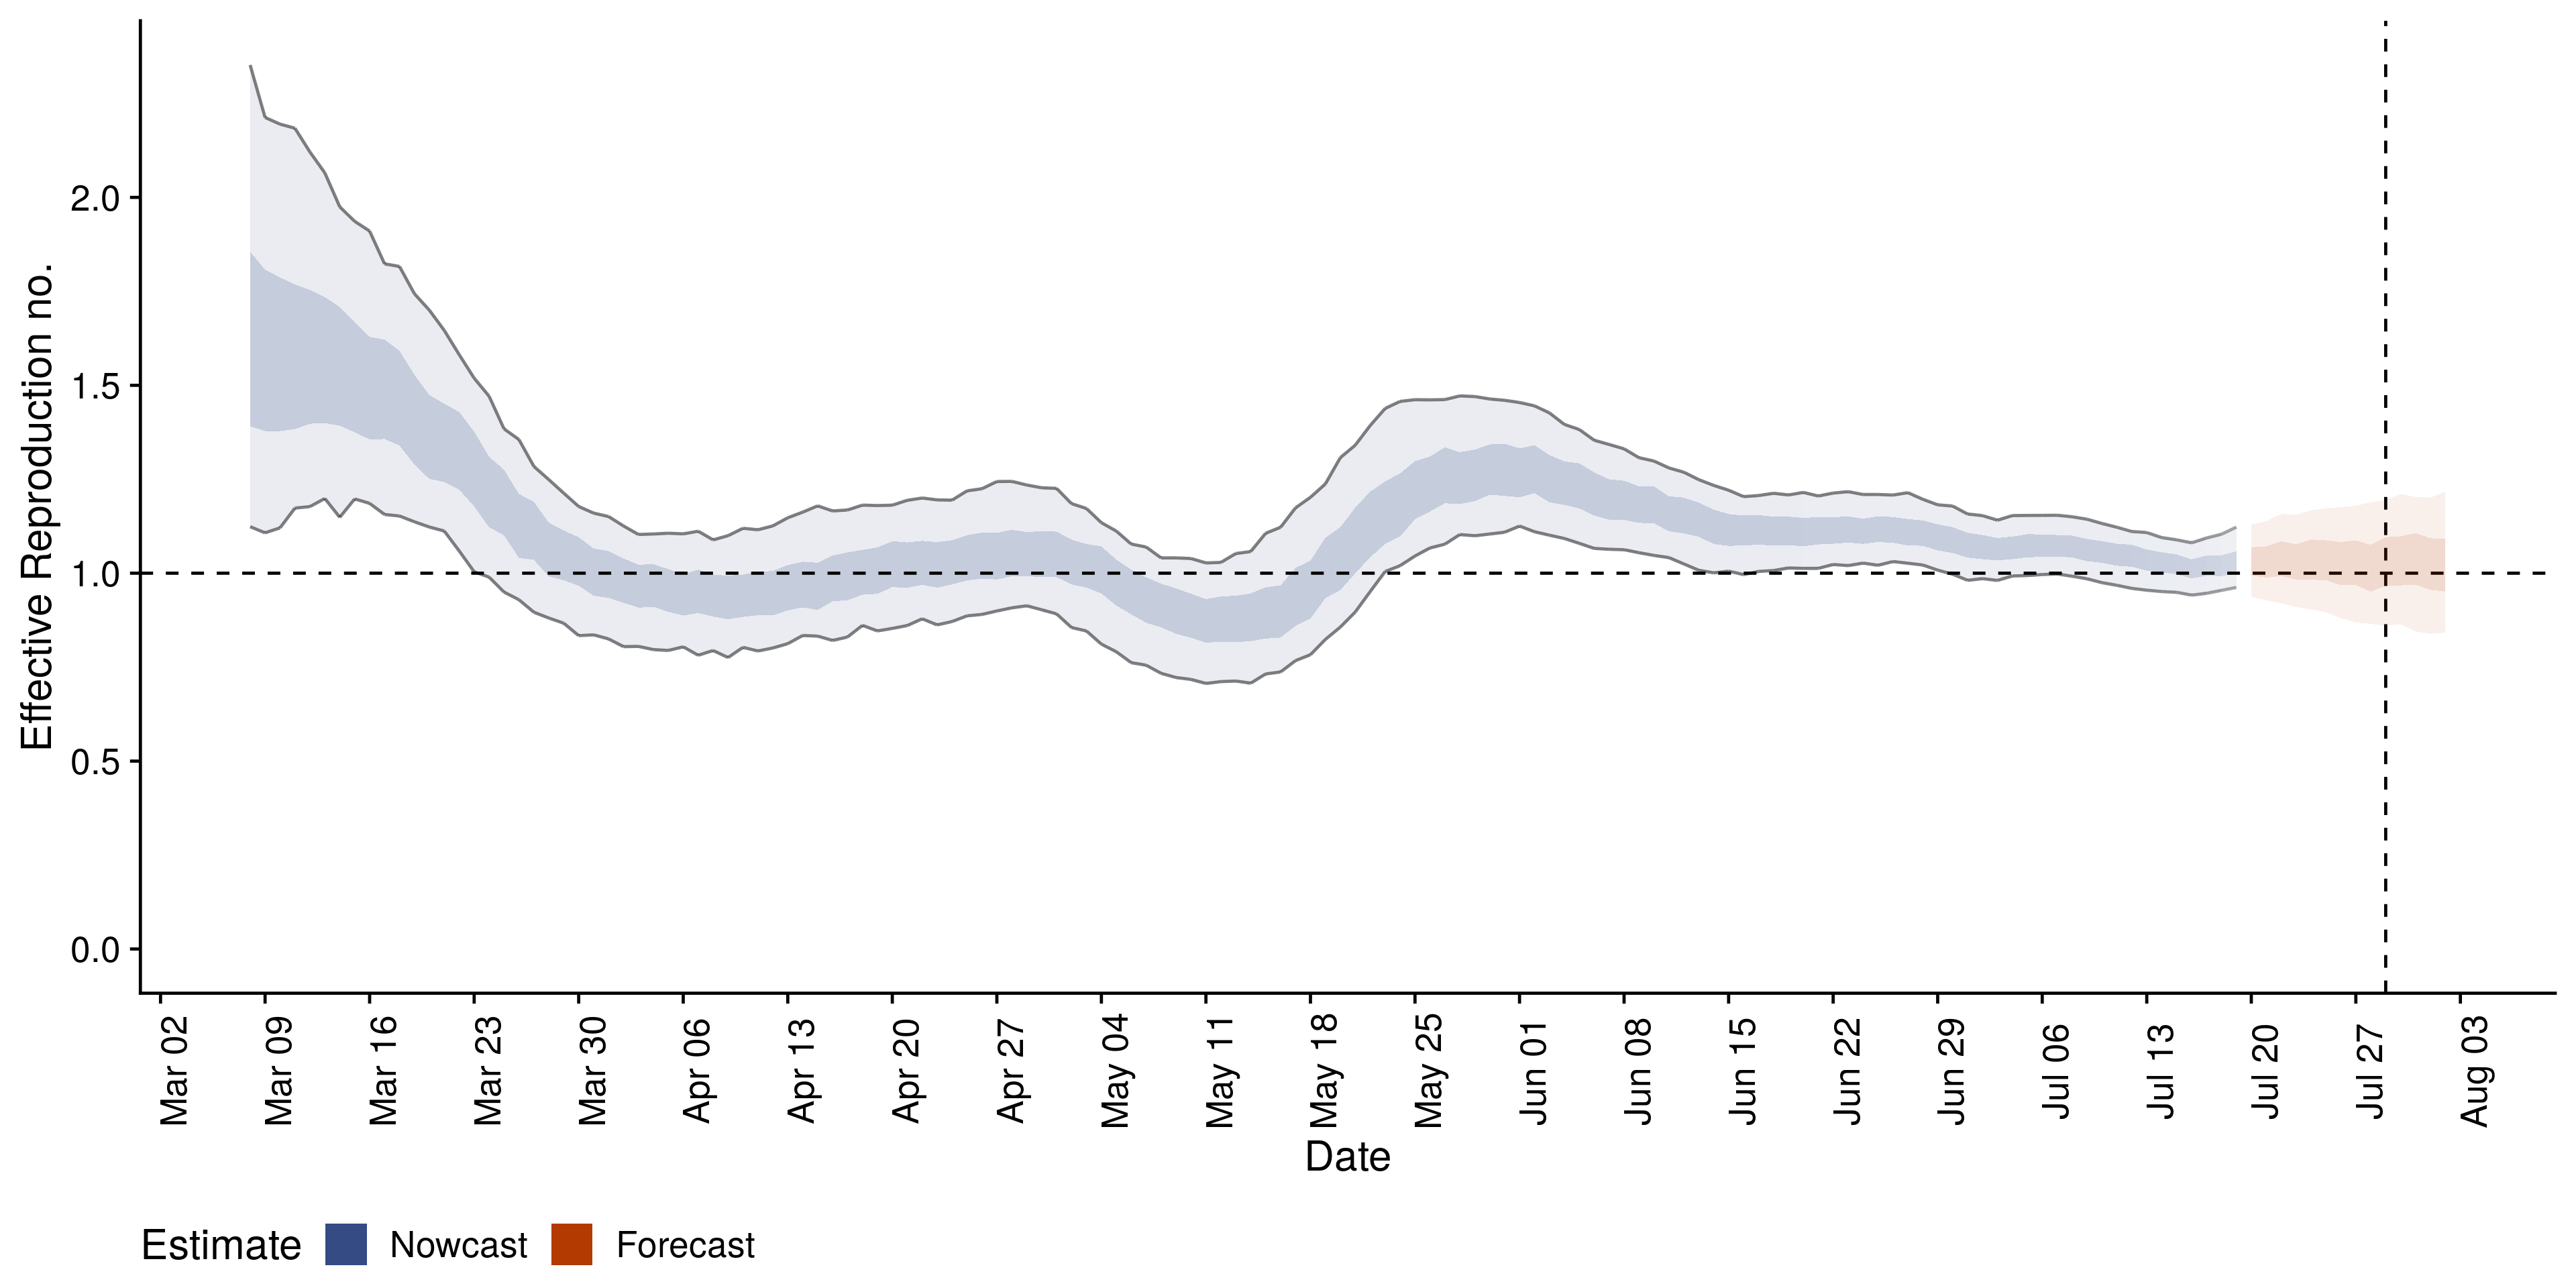 Effective Reproduction no.
2.0
1.5
1.0
0.5
0.0
Mar 02
Mar 09
Mar 16
Mar 23
Mar 30
Apr 06
Apr 13
Apr 20
Apr 27
May 04
May 11
May 18
May 25
Jun 01
Jun 08
Jun 15
Jun 22
Jun 29
Jul 06
Jul 13
Jul 20
Jul 27
Aug 03
Date
Estimate Nowcast Forecast